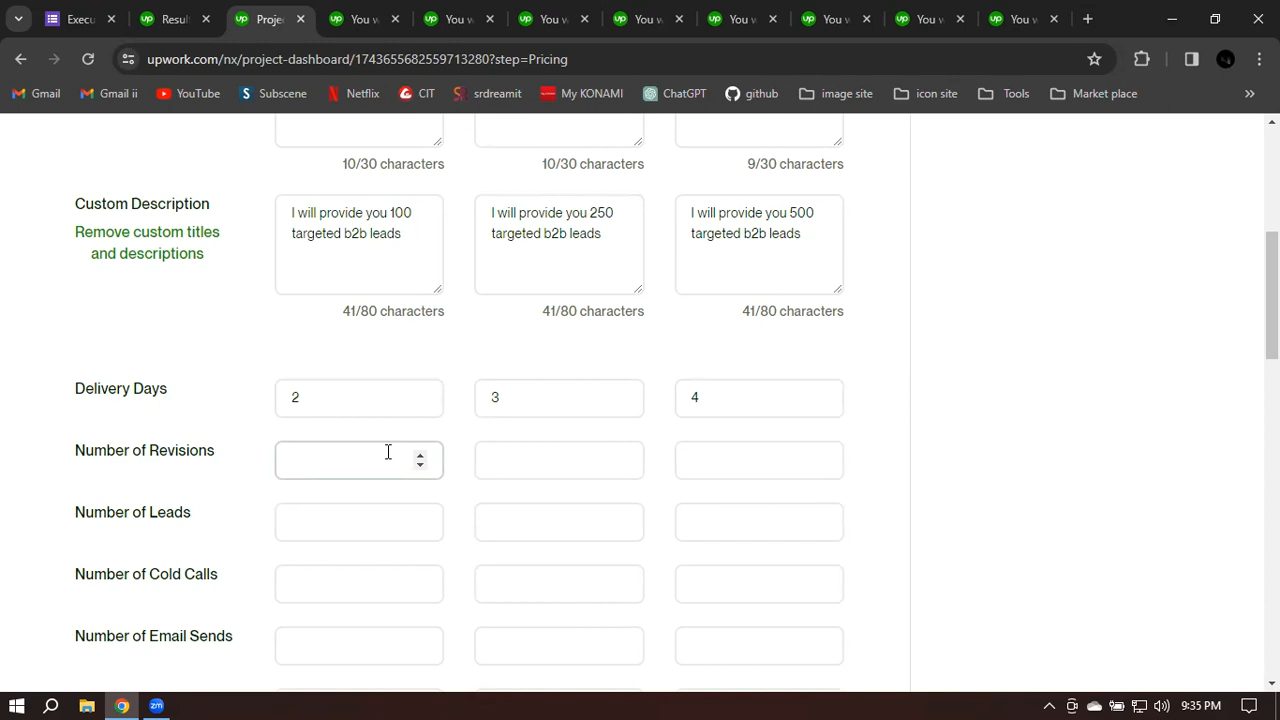 Execu
Resul
Projec
You w
You w
You w
You w
You w
You w
You w
You w
upwork.com/nx/project-dashboard/1743655682559713280?step=Pricing
Gmail
Gmail ii
YouTube
Subscene
Netflix
CIT
srdreamit
My KONAMI
ChatGPT
github
image site
icon site
Tools
Market place
10/30 characters
10/30 characters
9/30 characters
Custom Description
Remove custom titles
and descriptions
I will provide you 100
targeted b2b leads
I will provide you 250
targeted b2b leads
I will provide you 500
targeted b2b leads
41/80 characters
41/80 characters
41/80 characters
Delivery Days
2
3
4
Number of Revisions
Number of Leads
Number of Cold Calls
Number of Email Sends
9:35 PM